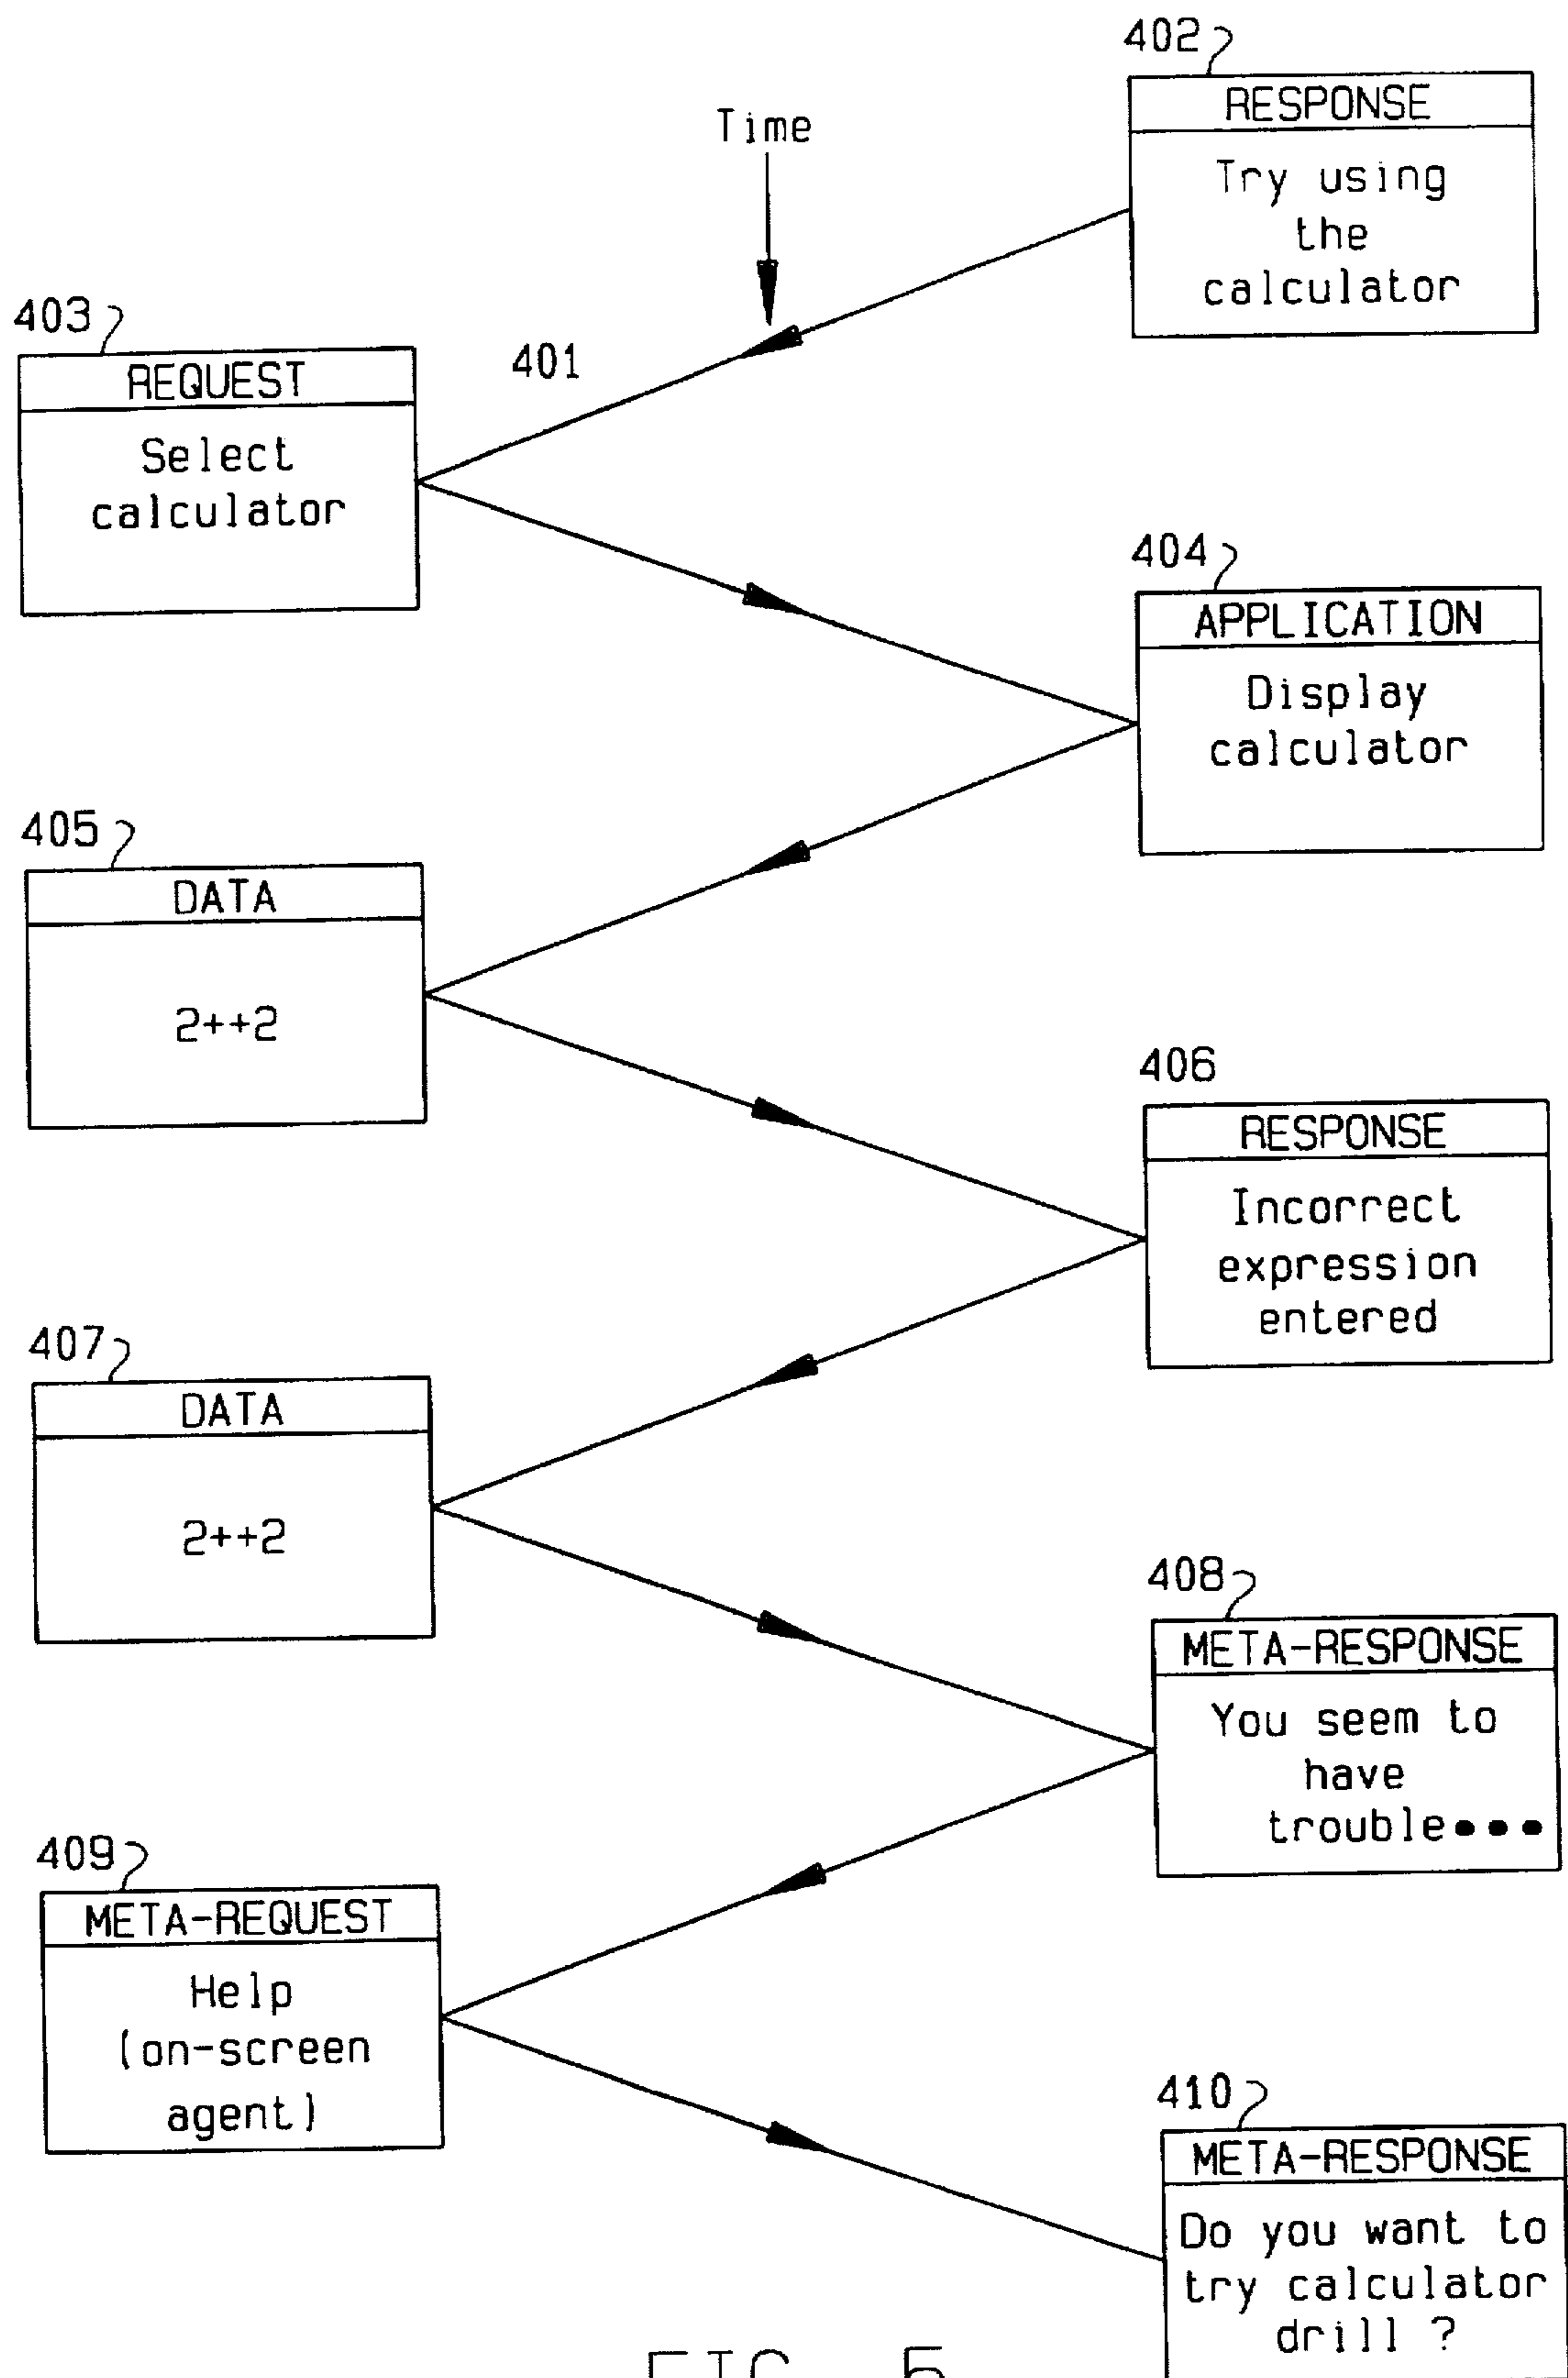 402
RESPONSE
Try using
the
calculator
Time
403
REQUEST
Select
calculator
401
404
APPLICATION
Display
calculator
405
DATA
2++2
406
RESPONSE
Incorrect
expression
entered
407
DATA
2++2
408
META-RESPONSE
You seem to
have
trouble•••
409
META-REQUEST
Help
(on-screen
agent)
410
META-RESPONSE
Do you want to
try calculator
drill ?
FIG. 5